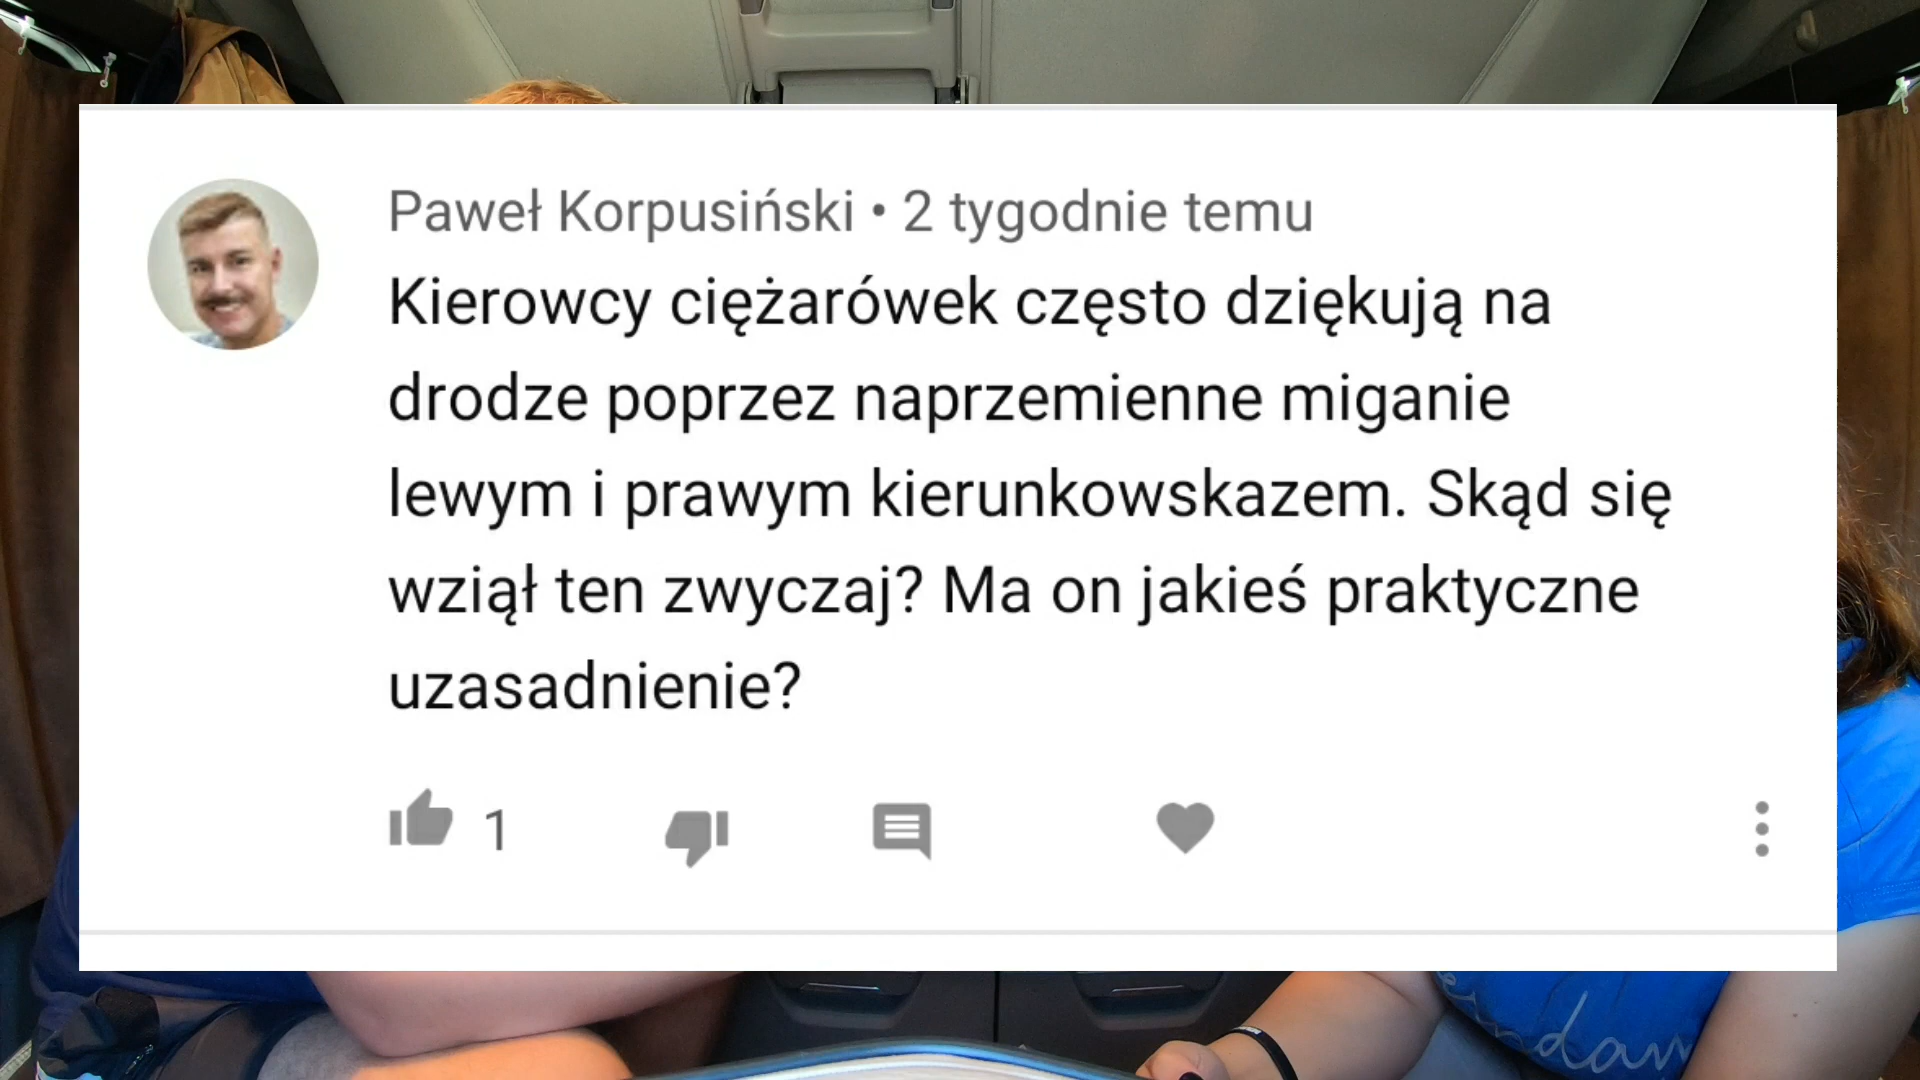 Paweł Korpusiński • 2 tygodnie temu
Kierowcy ciężarówek często dziękują na
drodze poprzez naprzemienne miganie
lewym i prawym kierunkowskazem. Skąd się
wziął ten zwyczaj? Ma on jakieś praktyczne
uzasadnienie?
1